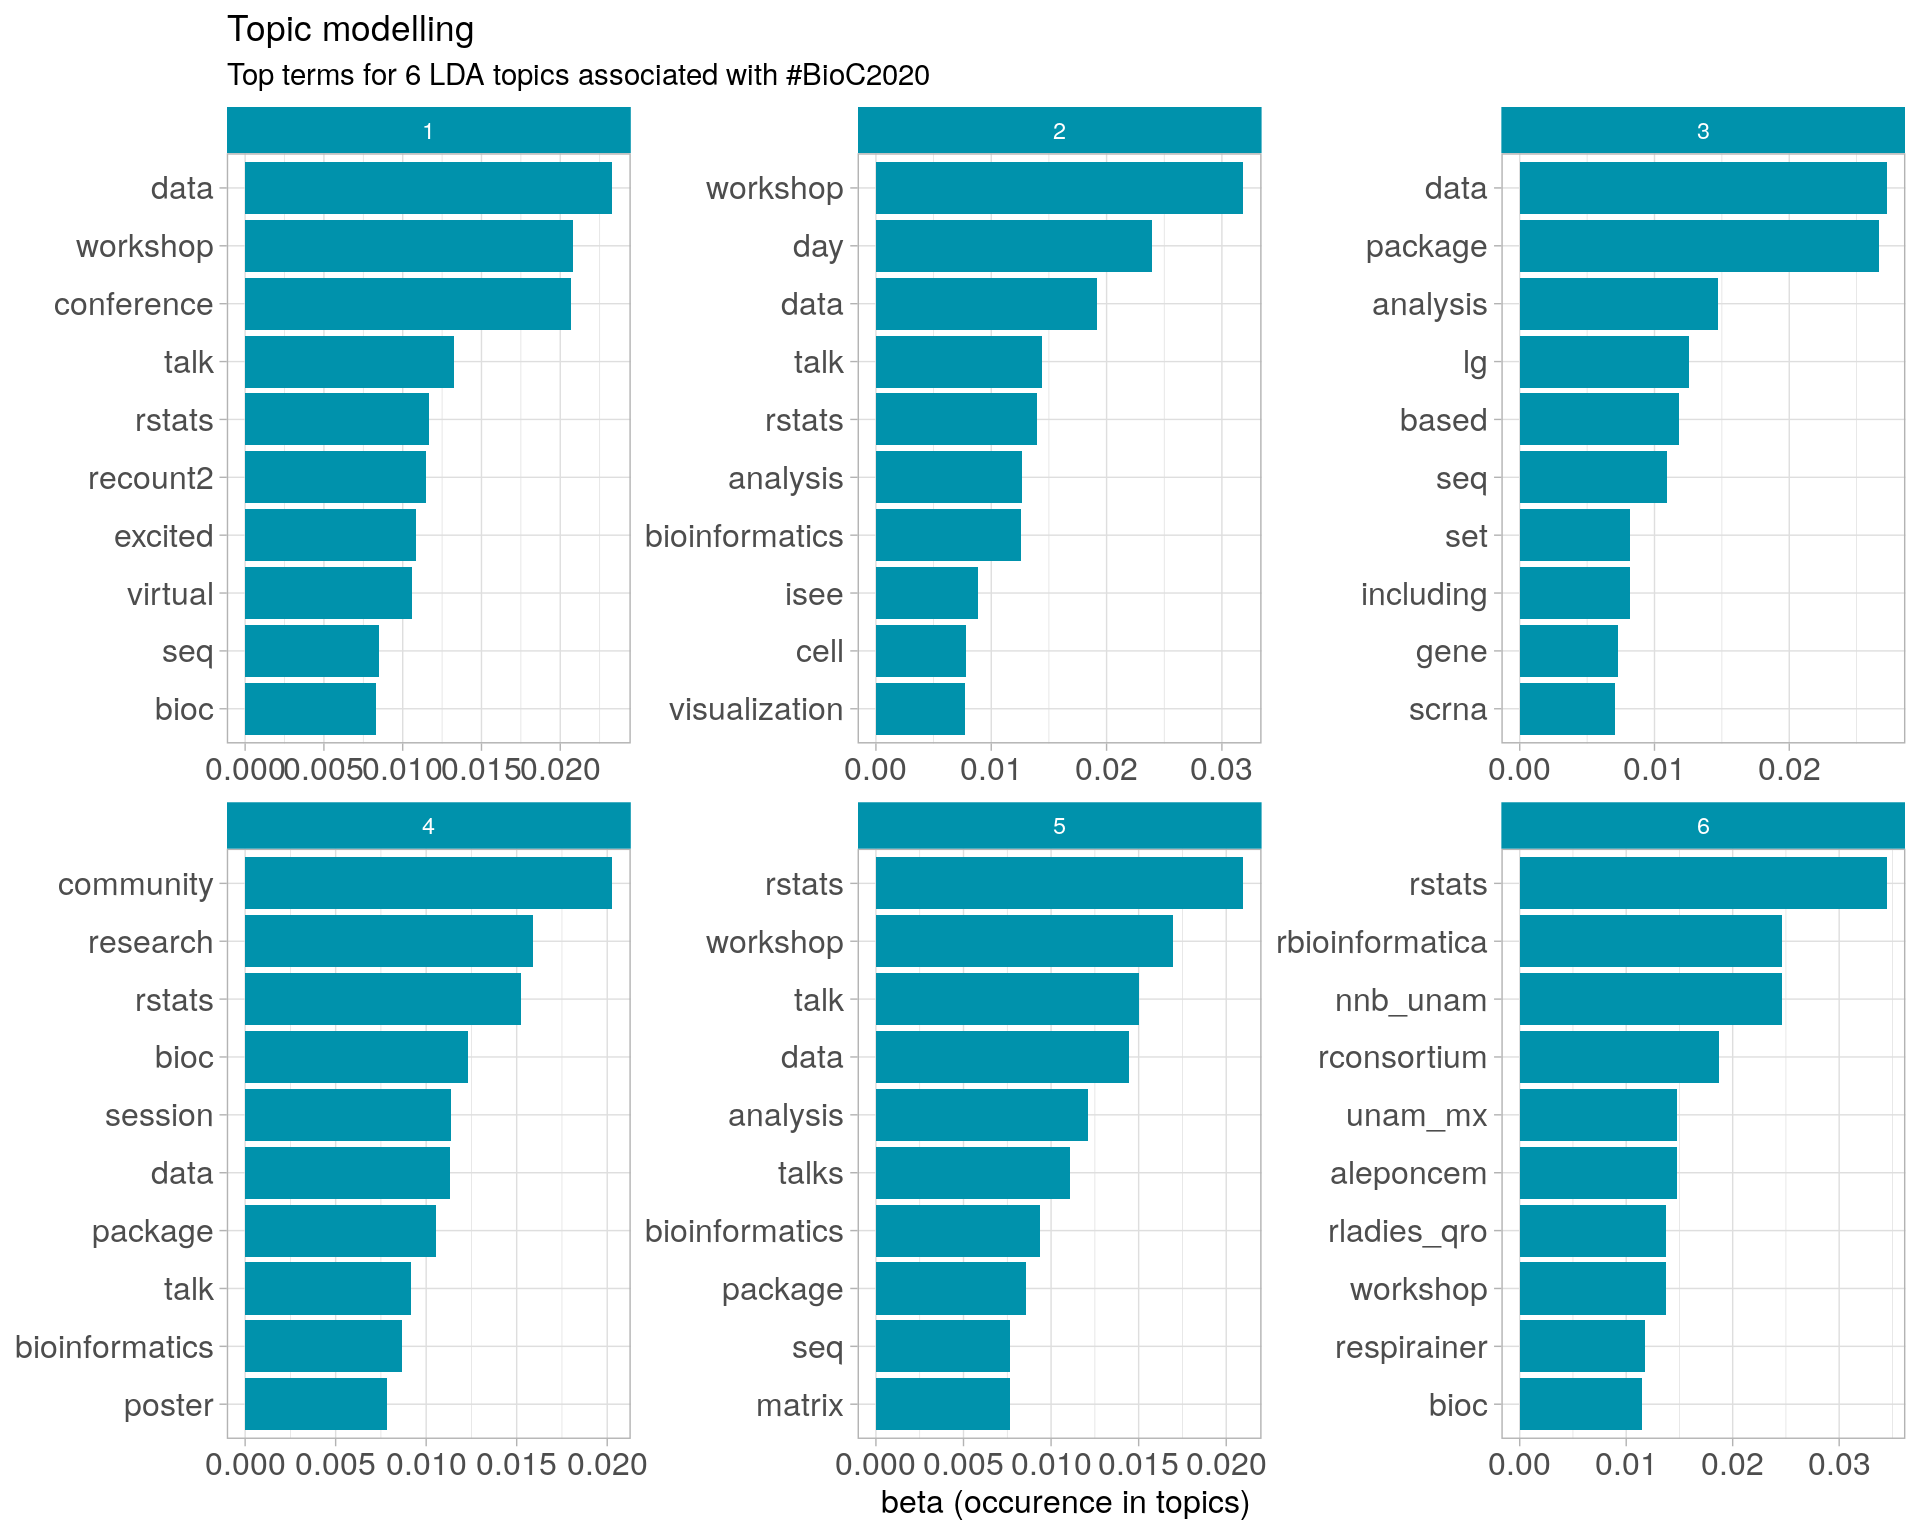 Topic modelling
Top terms for 6 LDA topics associated with #BioC2020
1
data
workshop
conference
talk
rstats
recount2
excited
virtual
seq
bioc
0.000 0.005 0.010 0.015 0.020
2
workshop
day
data
talk
rstats
analysis
bioinformatics
isee
cell
visualization
0.00 0.01 0.02 0.03
3
data
package
analysis
lg
based
seq
set
including
gene
scrna
0.00 0.01 0.02
4
community
research
rstats
bioc
session
data
package
talk
bioinformatics
poster
0.000 0.005 0.010 0.015 0.020
5
rstats
workshop
talk
data
analysis
talks
bioinformatics
package
seq
matrix
0.000 0.005 0.010 0.015 0.020
6
rstats
rbioinformatica
nnb_unam
rconsortium
unam_mx
aleponcem
rladies_qro
workshop
respirainer
bioc
0.00 0.01 0.02 0.03
beta (occurence in topics)